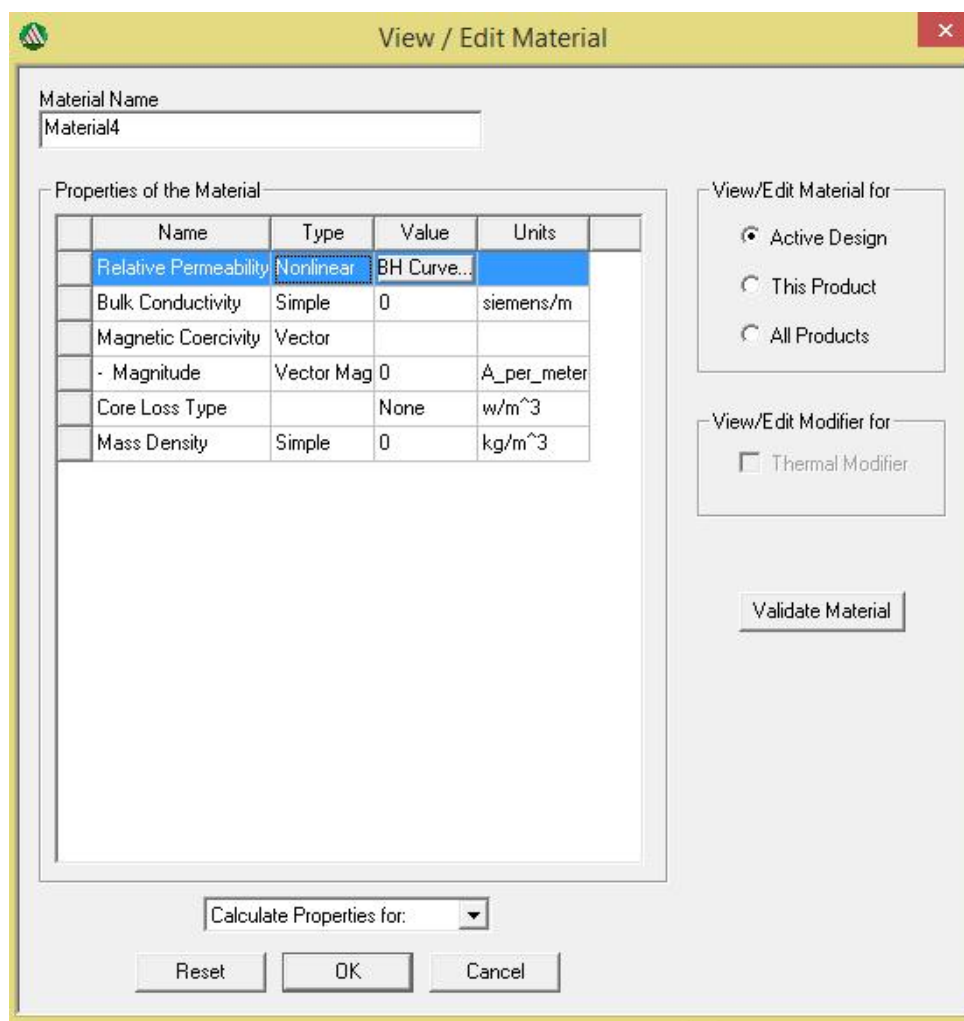 View / Edit Material
Material Name
Material4
Properties of the Material
Name Type Value Units
Relative Permeability Nonlinear BH Curve...
Bulk Conductivity Simple 0 siemens/m
Magnetic Coercivity Vector
- Magnitude Vector Mag 0 A_per_meter
Core Loss Type None w/m^3
Mass Density Simple 0 kg/m^3
View/Edit Material for
Active Design
This Product
All Products
View/Edit Modifier for
Thermal Modifier
Validate Material
Calculate Properties for:
Reset OK Cancel